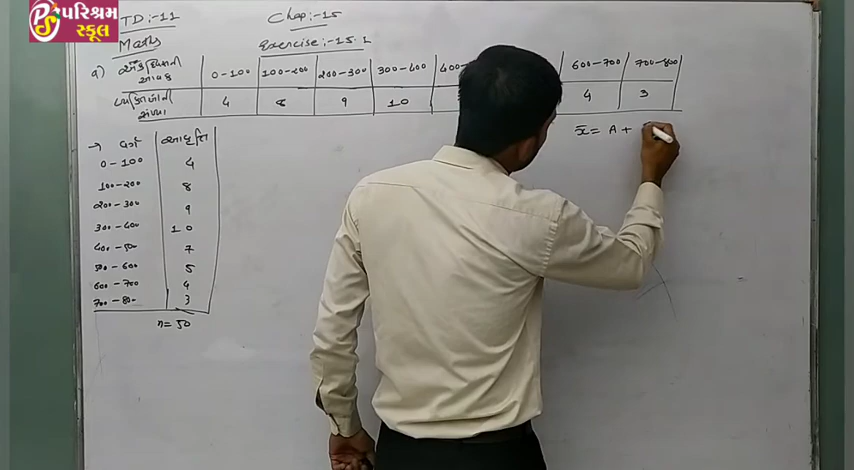 પરિશ્રમ
સ્કૂલ
STD:-11
Chap:-15
Maths
Exercise:-15.1
0-100 100-200 200-300 300-400 400- 600-700 700-800
સંખ્યા 4 8 9 10 4 3
x̄ = A +
→ વર્ગ આવૃત્તિ
0-100 4
100-200 8
200-300 9
300-400 10
400-500 7
500-600 5
600-700 4
700-800 3
n=50